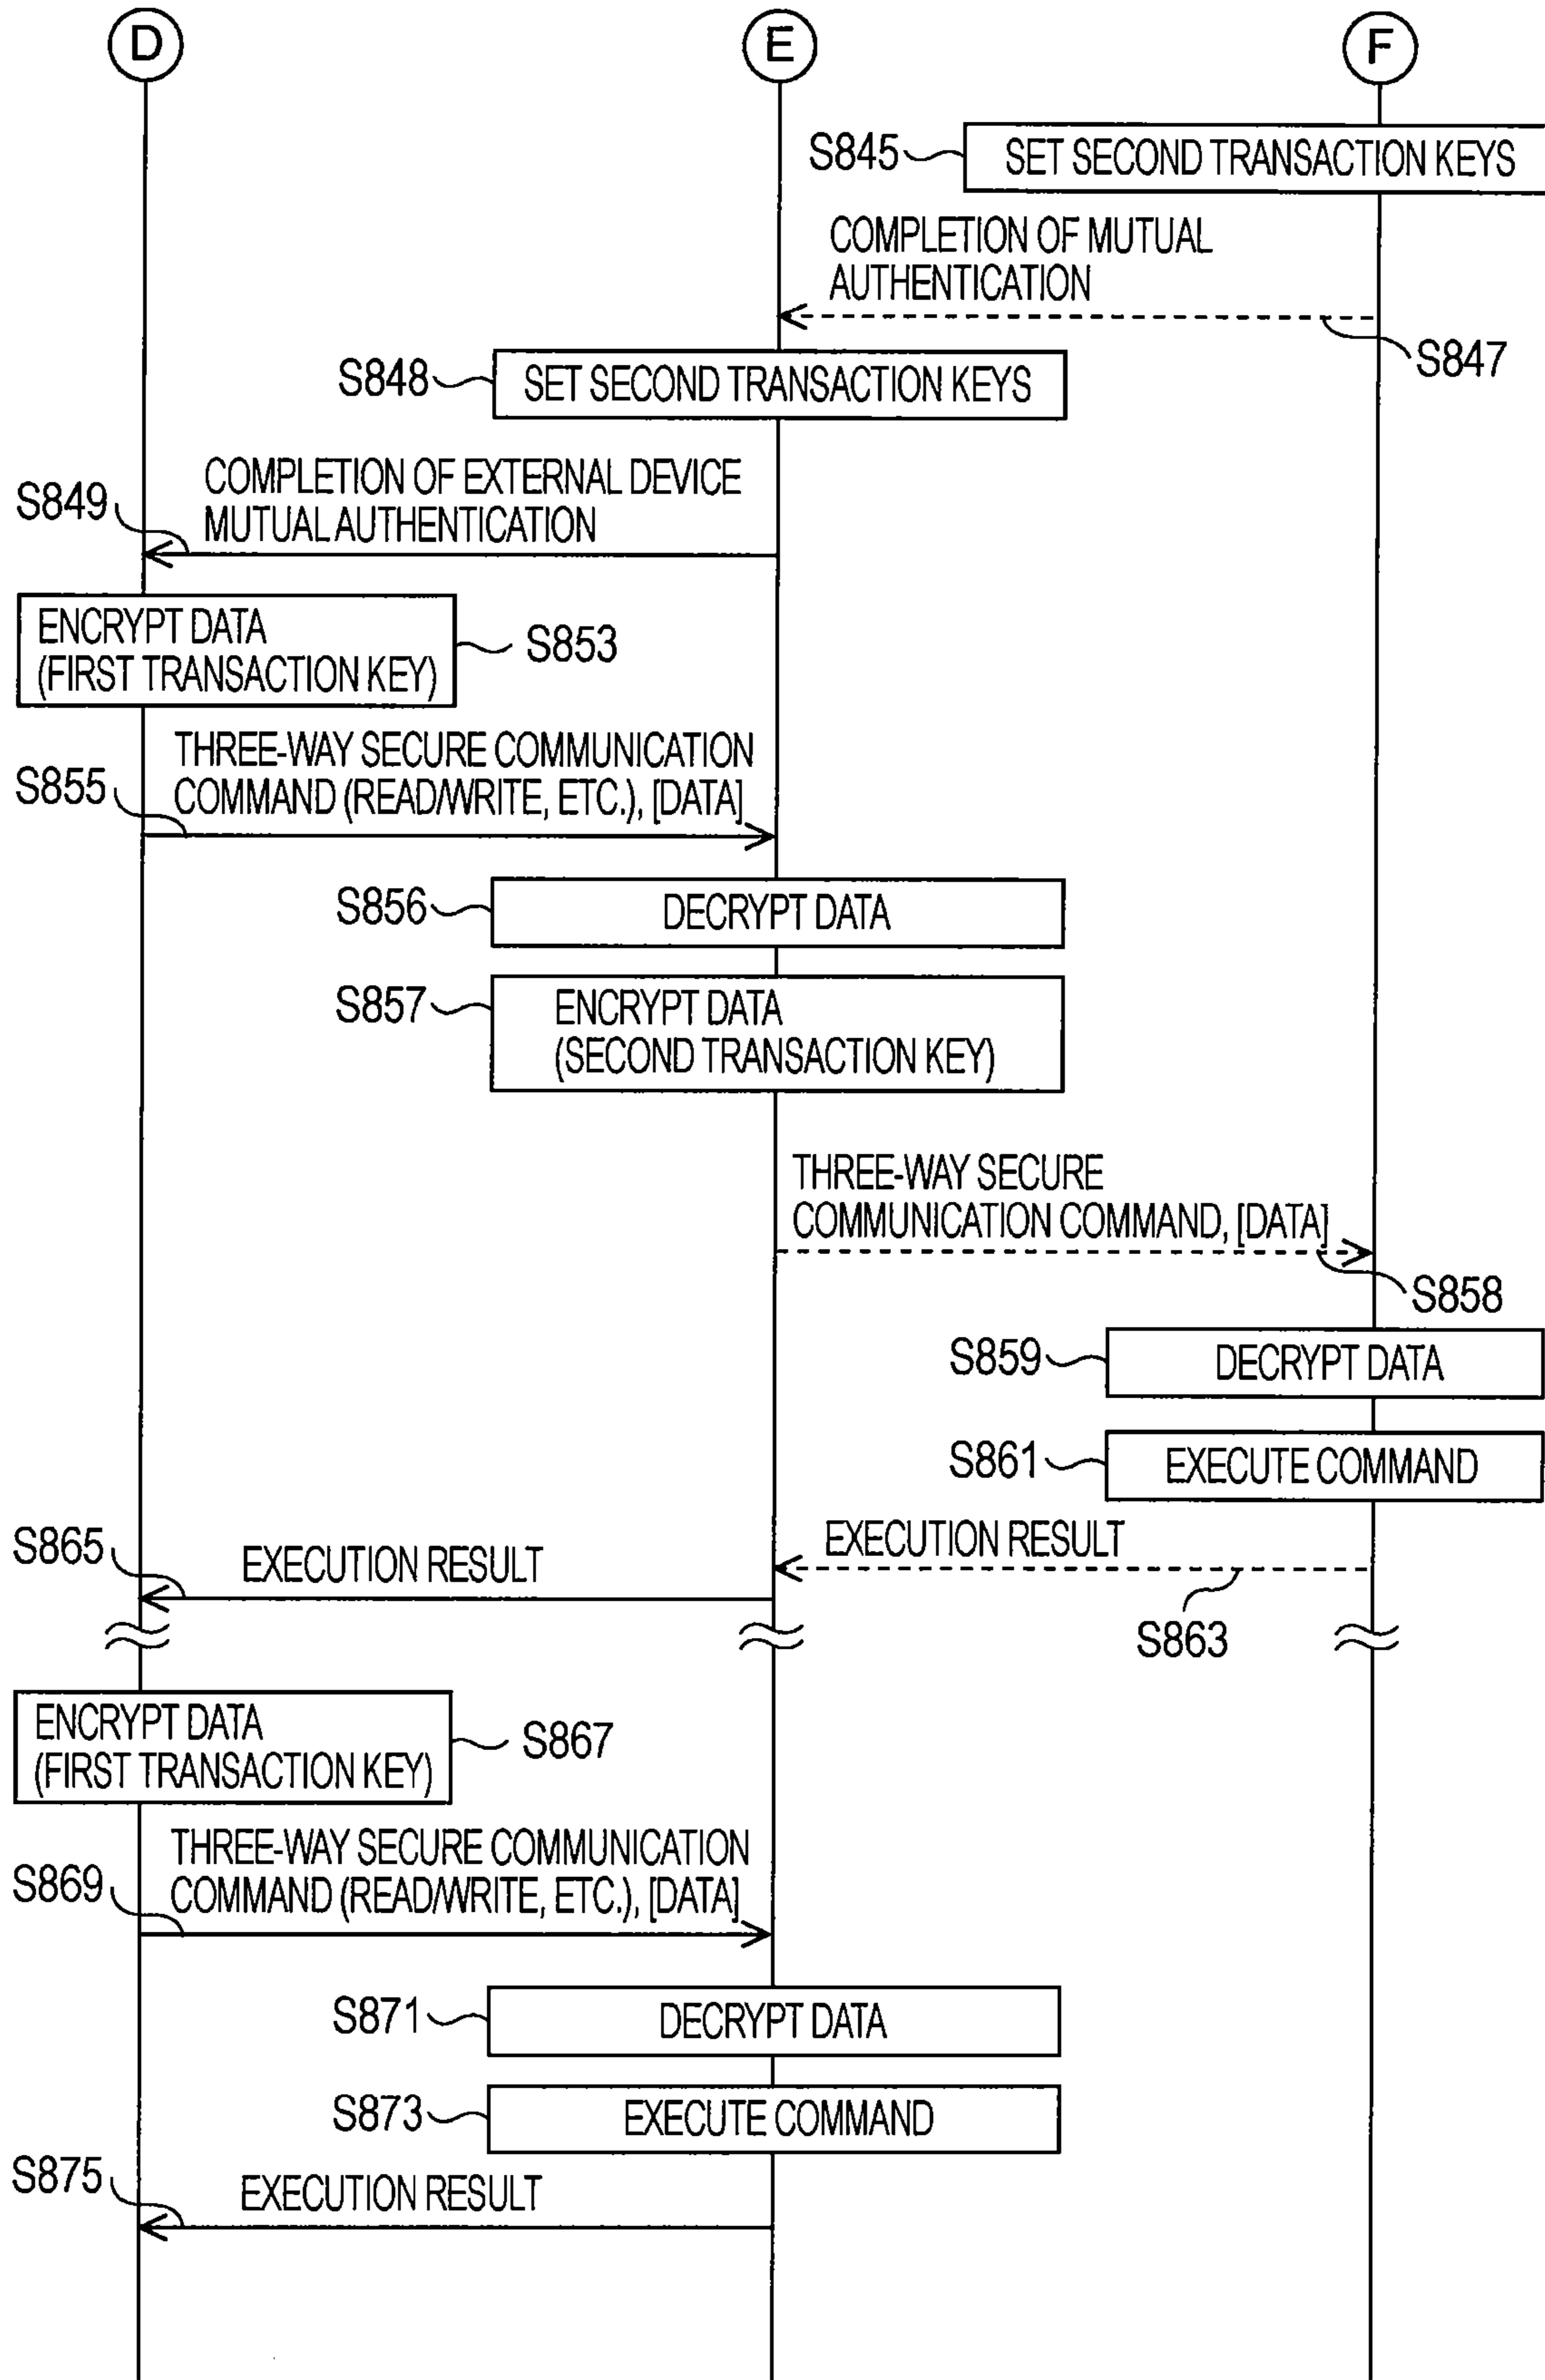 D
E
F
S845
SET SECOND TRANSACTION KEYS
COMPLETION OF MUTUAL
AUTHENTICATION
S847
S848
SET SECOND TRANSACTION KEYS
COMPLETION OF EXTERNAL DEVICE
MUTUAL AUTHENTICATION
S849
ENCRYPT DATA
(FIRST TRANSACTION KEY)
S853
THREE-WAY SECURE COMMUNICATION
COMMAND (READ/WRITE, ETC.), [DATA]
S855
S856
DECRYPT DATA
S857
ENCRYPT DATA
(SECOND TRANSACTION KEY)
THREE-WAY SECURE
COMMUNICATION COMMAND, [DATA]
S858
S859
DECRYPT DATA
S861
EXECUTE COMMAND
EXECUTION RESULT
S863
S865
EXECUTION RESULT
ENCRYPT DATA
(FIRST TRANSACTION KEY)
S867
THREE-WAY SECURE COMMUNICATION
COMMAND (READ/WRITE, ETC.), [DATA]
S869
S871
DECRYPT DATA
S873
EXECUTE COMMAND
S875
EXECUTION RESULT